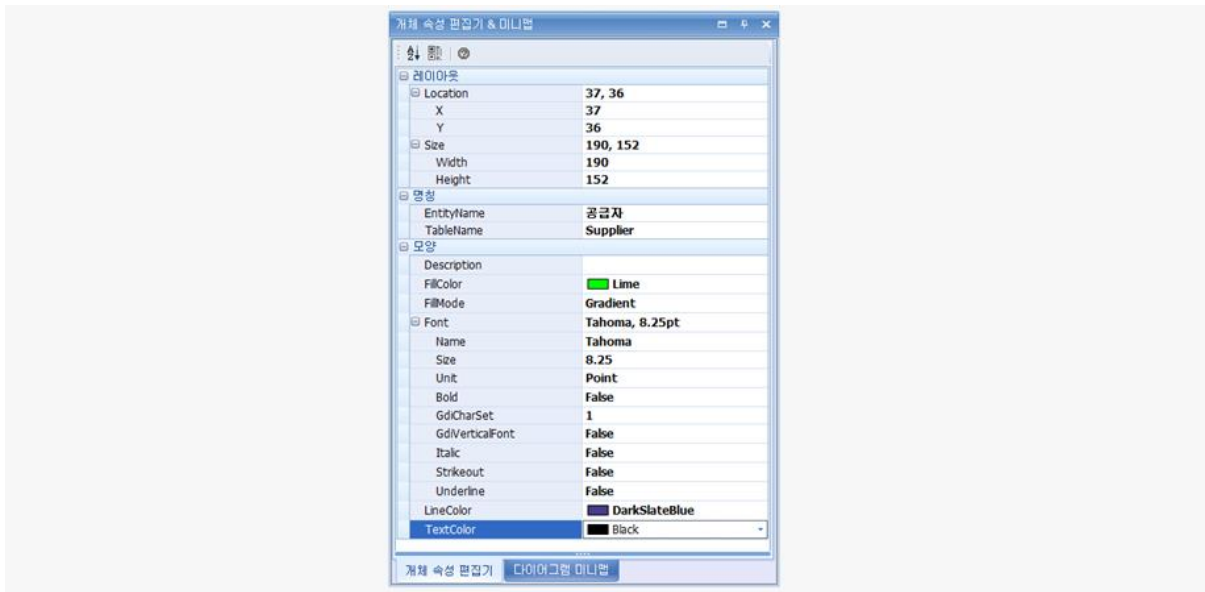 개체 속성 편집기 & 미니맵
레이아웃
Location 37, 36
X 37
Y 36
Size 190, 152
Width 190
Height 152
명칭
EntityName 공급자
TableName Supplier
모양
Description
FillColor Lime
FillMode Gradient
Font Tahoma, 8.25pt
Name Tahoma
Size 8.25
Unit Point
Bold False
GdiCharSet 1
GdiVerticalFont False
Italic False
Strikeout False
Underline False
LineColor DarkSlateBlue
TextColor Black
개체 속성 편집기 다이어그램 미니맵